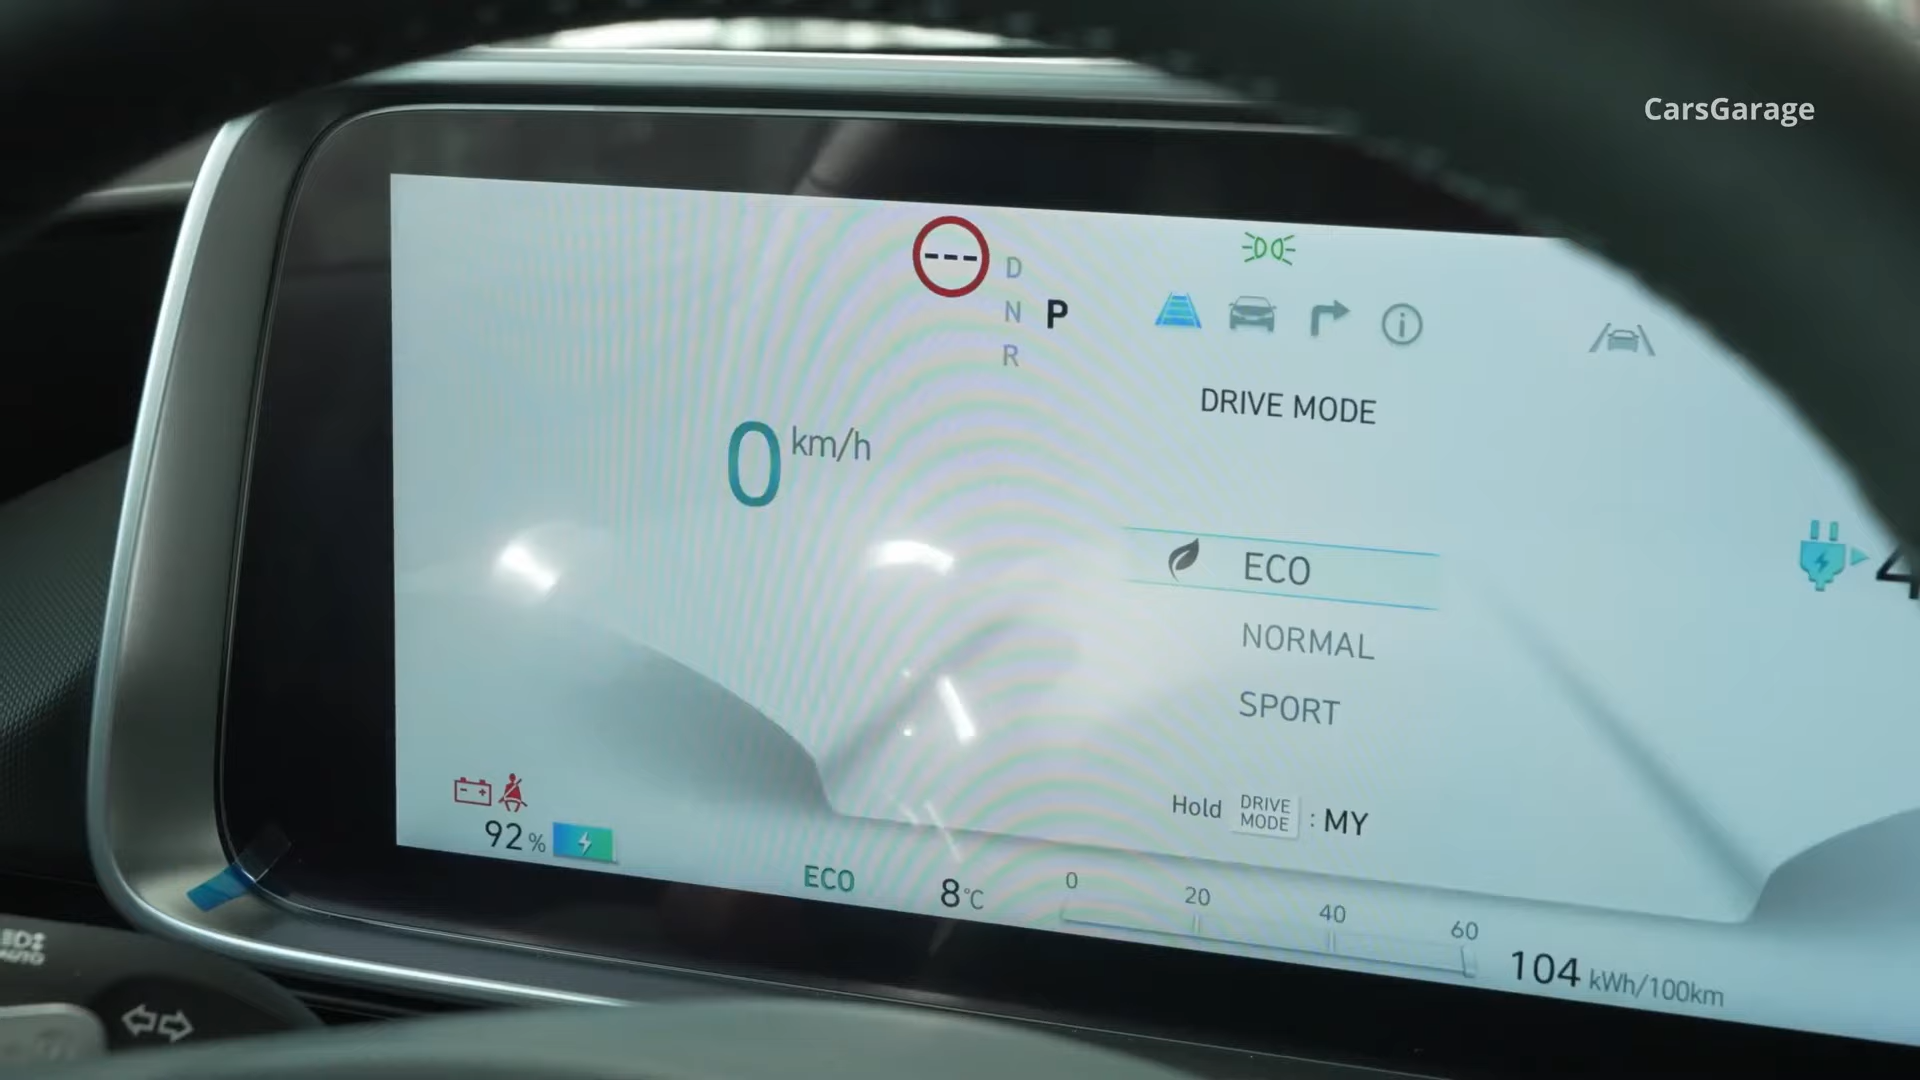 CarsGarage
---
D
N P
R
DRIVE MODE
0 km/h
ECO
NORMAL
SPORT
Hold DRIVE MODE : MY
92 %
ECO
8°C
0 20 40 60
104 kWh/100km
AUTO